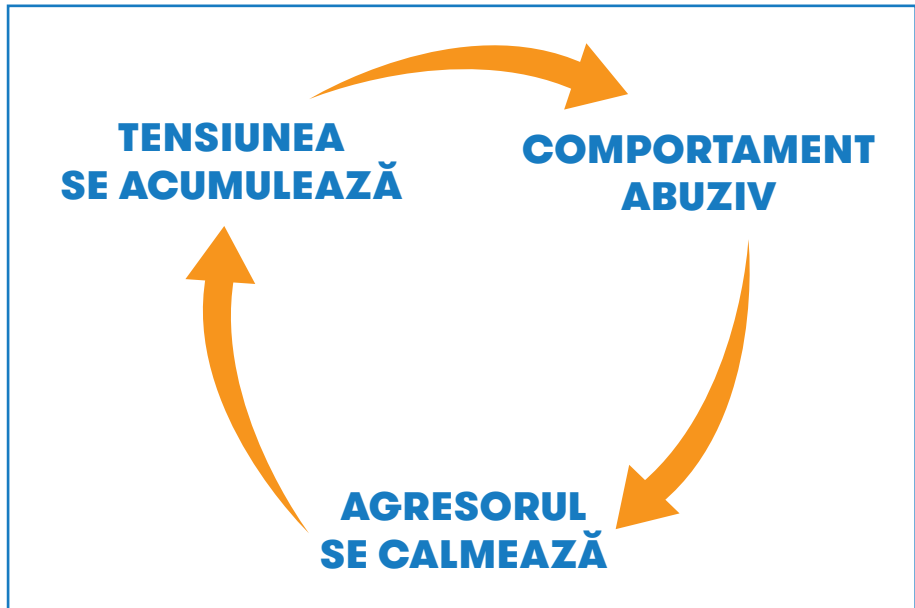 TENSIUNEA
SE ACUMULEAZĂ
COMPORTAMENT
ABUZIV
AGRESORUL
SE CALMEAZĂ